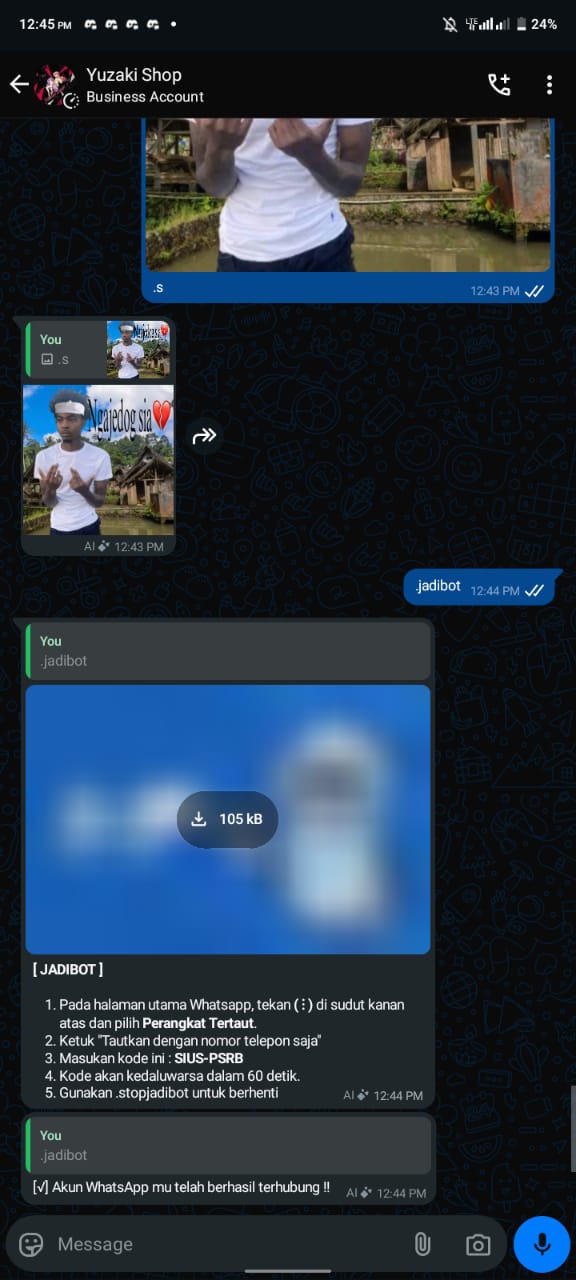 12:45 PM
LTE
24%
Yuzaki Shop
Business Account
.s
12:43 PM
You
.s
Ngajedog sia💔
AI 12:43 PM
.jadibot
12:44 PM
You
.jadibot
105 kB
[ JADIBOT ]
1. Pada halaman utama Whatsapp, tekan (⋮) di sudut kanan
atas dan pilih Perangkat Tertaut.
2. Ketuk "Tautkan dengan nomor telepon saja"
3. Masukan kode ini : SIUS-PSRB
4. Kode akan kedaluwarsa dalam 60 detik.
5. Gunakan .stopjadibot untuk berhenti
AI 12:44 PM
You
.jadibot
[√] Akun WhatsApp mu telah berhasil terhubung !!
AI 12:44 PM
Message